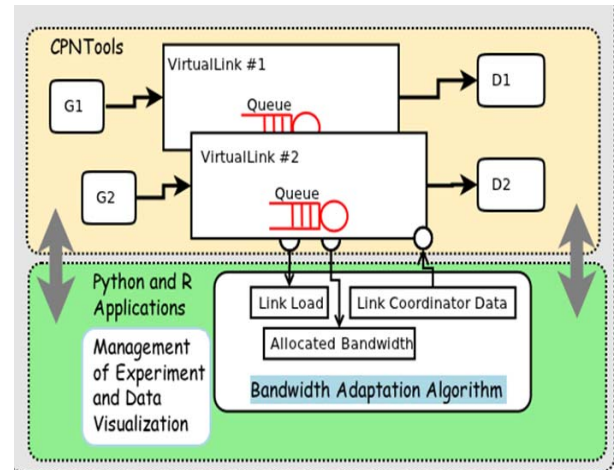 CPNTools
VirtualLink #1
G1
Queue
D1
VirtualLink #2
G2
Queue
D2
Python and R
Applications
Link Load
Link Coordinator Data
Allocated Bandwidth
Management
of Experiment
and Data
Visualization
Bandwidth Adaptation Algorithm